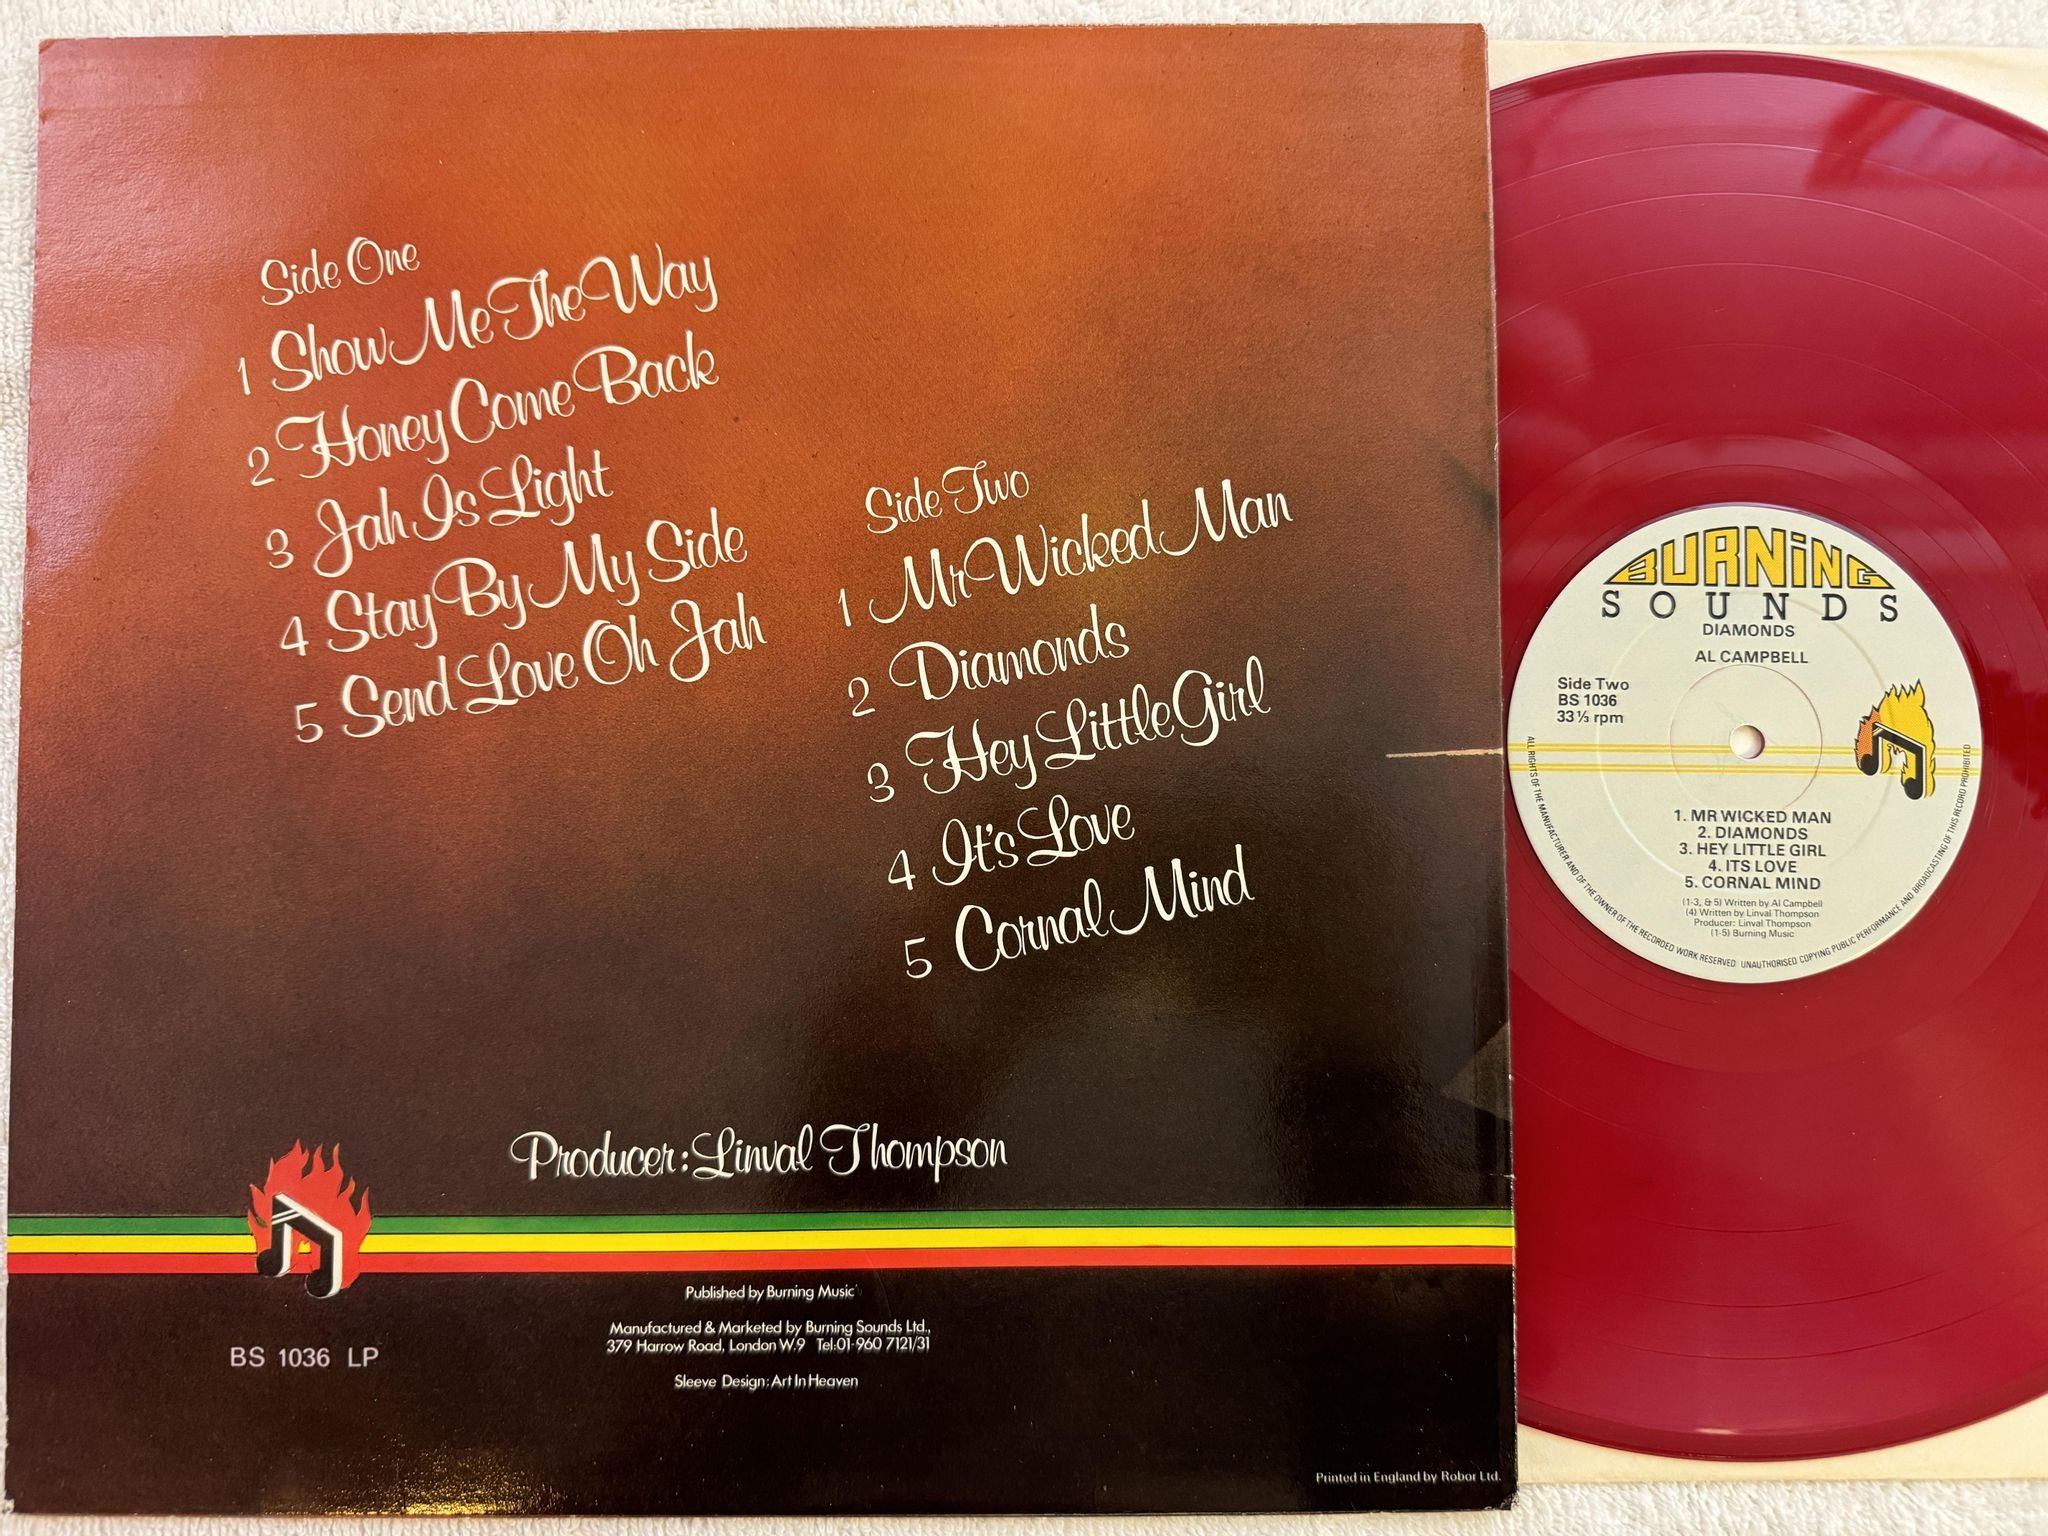 Side One
1 Show Me The Way
2 Honey Come Back
3 Jah Is Light
4 Stay By My Side
5 Send Love Oh Jah
Side Two
1 Mr Wicked Man
2 Diamonds
3 Hey Little Girl
4 It's Love
5 Cornal Mind
Producer: Linval Thompson
Published by Burning Music
Manufactured & Marketed by Burning Sounds Ltd.,
379 Harrow Road, London W.9 Tel:01-960 7121/31
Sleeve Design: Art In Heaven
BS 1036 LP
Printed in England by Robor Ltd.
BURNiNG
SOUNDS
DIAMONDS
AL CAMPBELL
Side Two
BS 1036
33⅓ rpm
1. MR WICKED MAN
2. DIAMONDS
3. HEY LITTLE GIRL
4. ITS LOVE
5. CORNAL MIND
(1-3, & 5) Written by Al Campbell
(4) Written by Linval Thompson
Producer: Linval Thompson
(1-5) Burning Music
ALL RIGHTS OF THE MANUFACTURER AND OF THE OWNER OF THE RECORDED WORK RESERVED UNAUTHORISED COPYING PUBLIC PERFORMANCE AND BROADCASTING OF THIS RECORD PROHIBITED